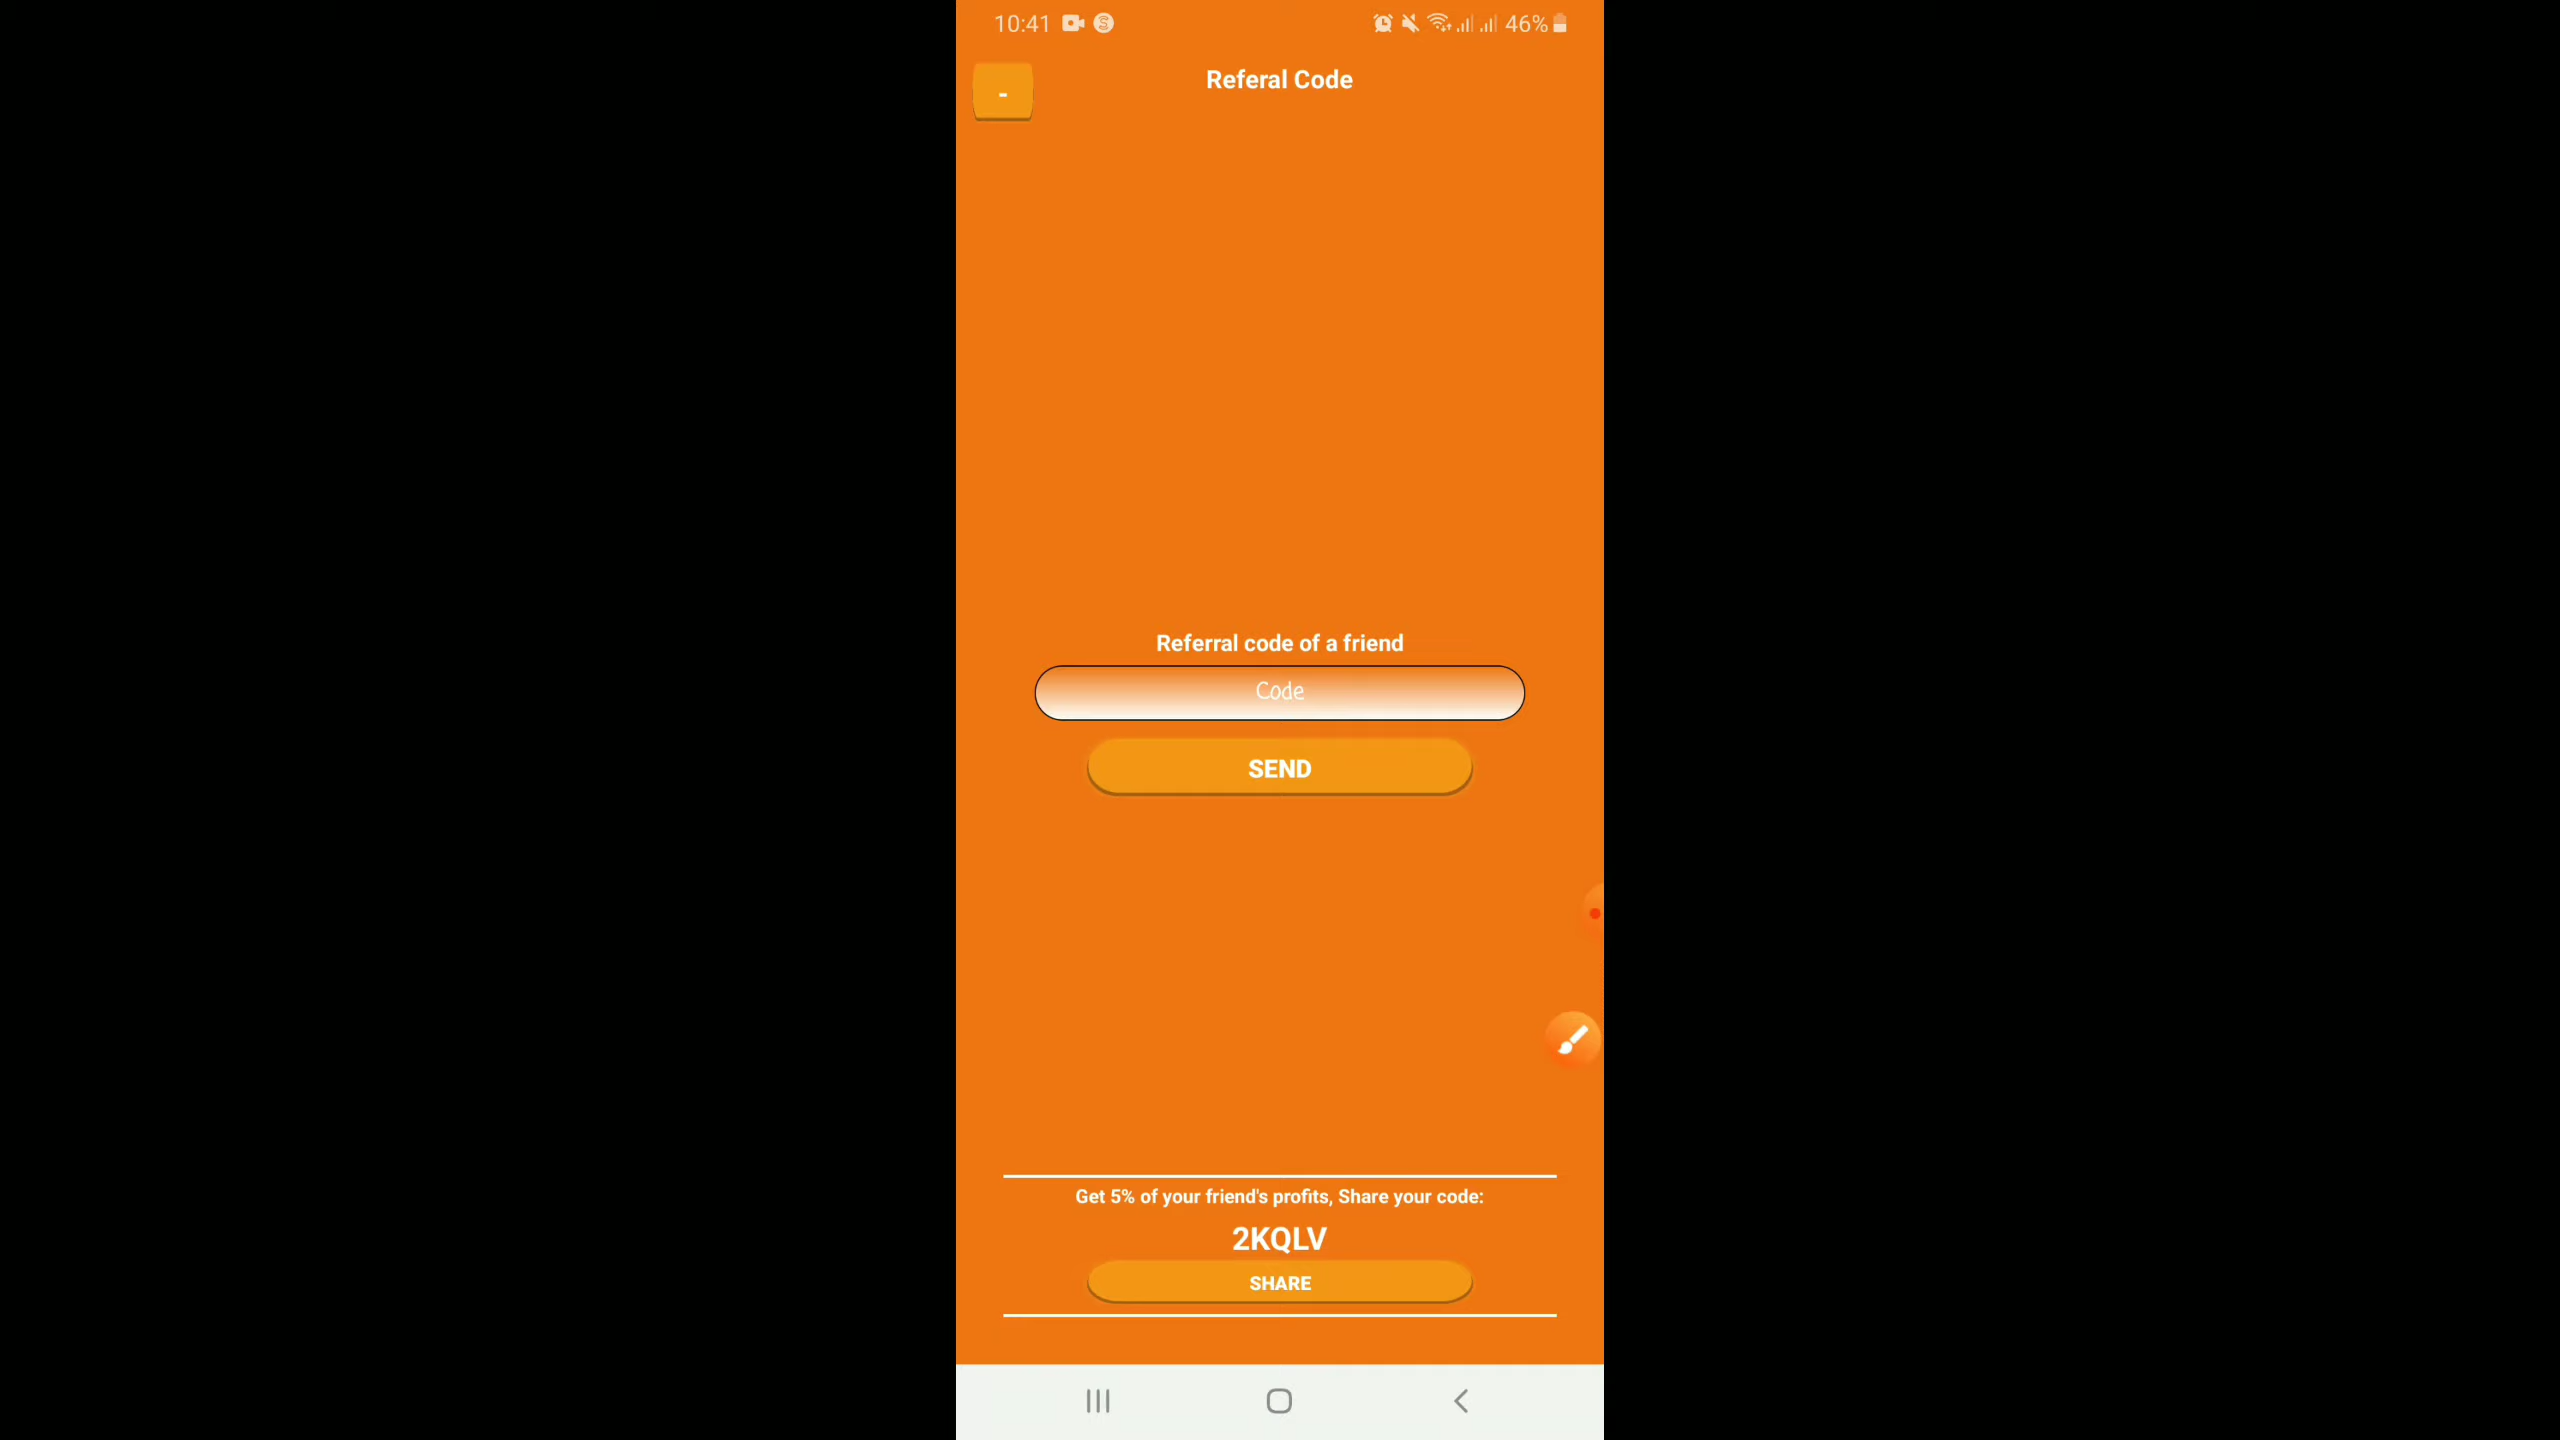 10:41
46%
-
Referal Code
Referral code of a friend
Code
SEND
Get 5% of your friend's profits, Share your code:
2KQLV
SHARE